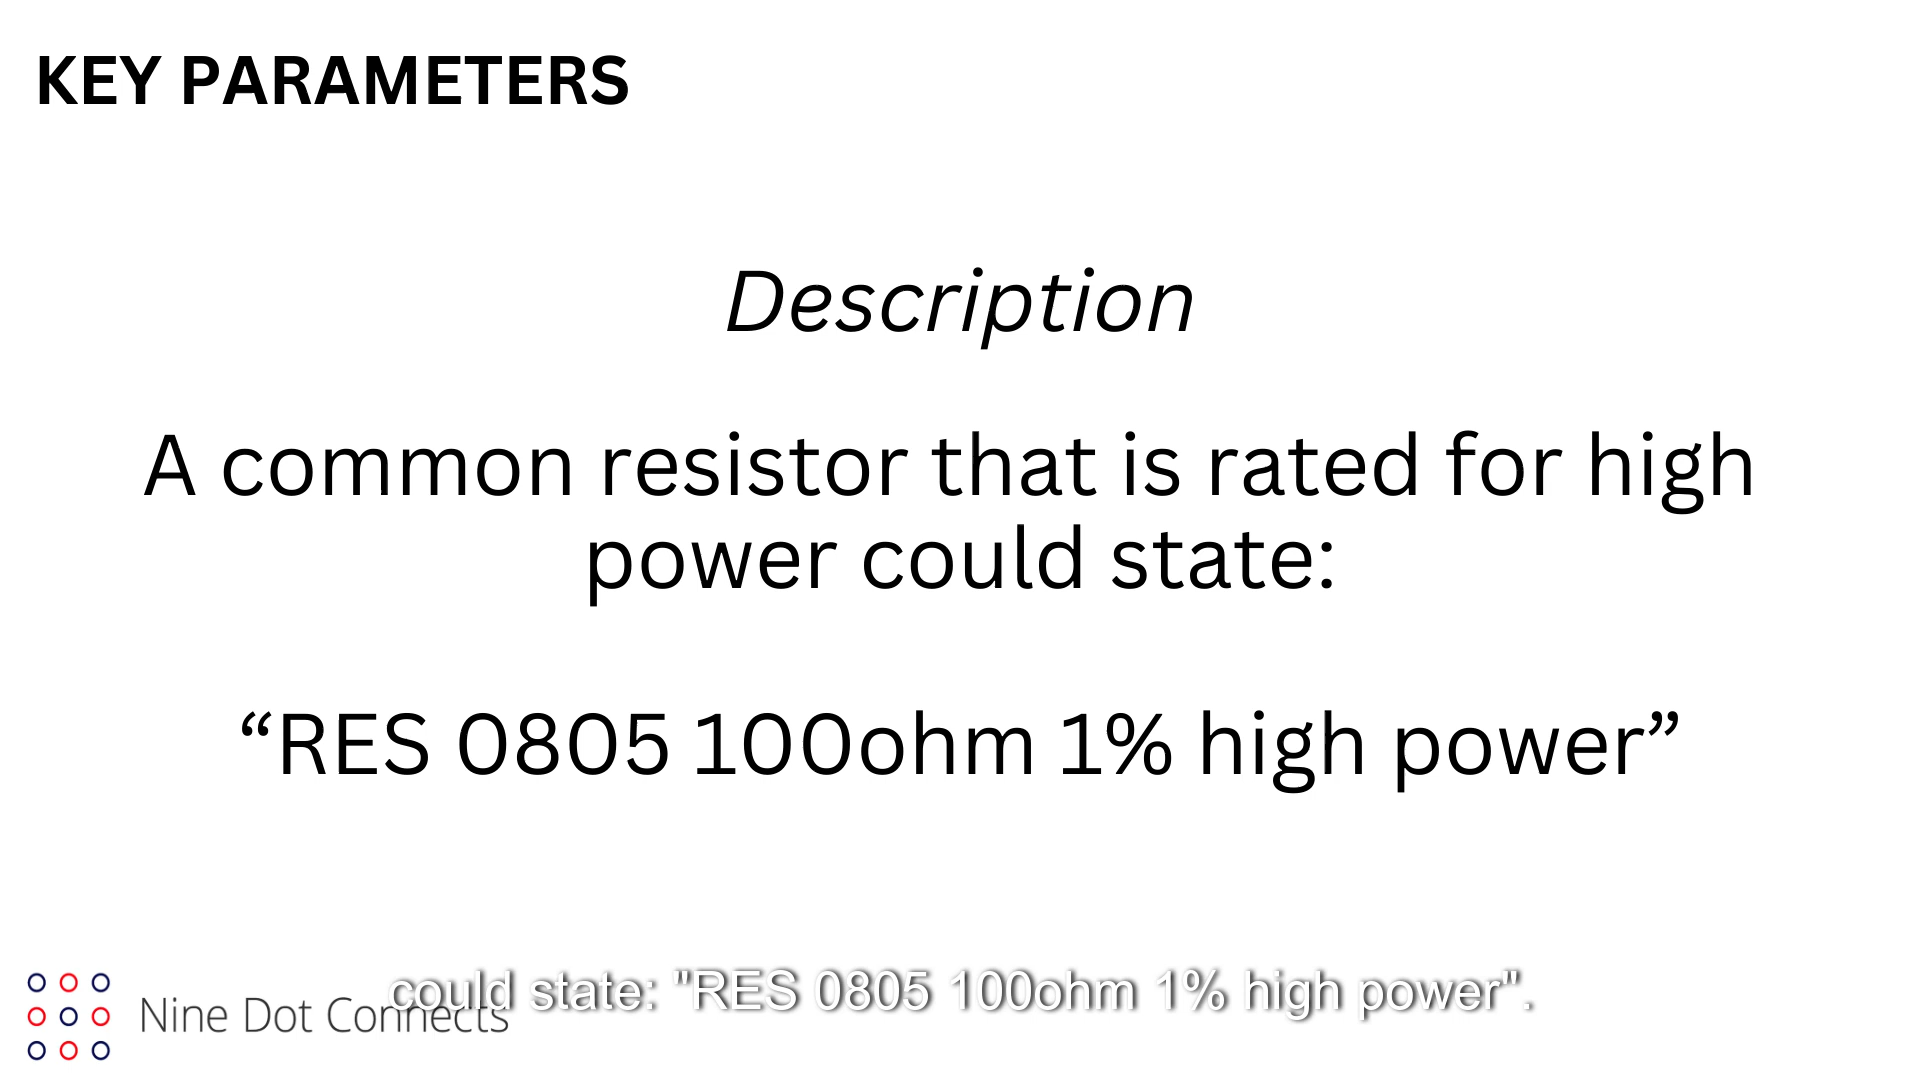 KEY PARAMETERS
Description
A common resistor that is rated for high
power could state:
“RES 0805 100ohm 1% high power”
Nine Dot Connects
could state: "RES 0805 100ohm 1% high power".